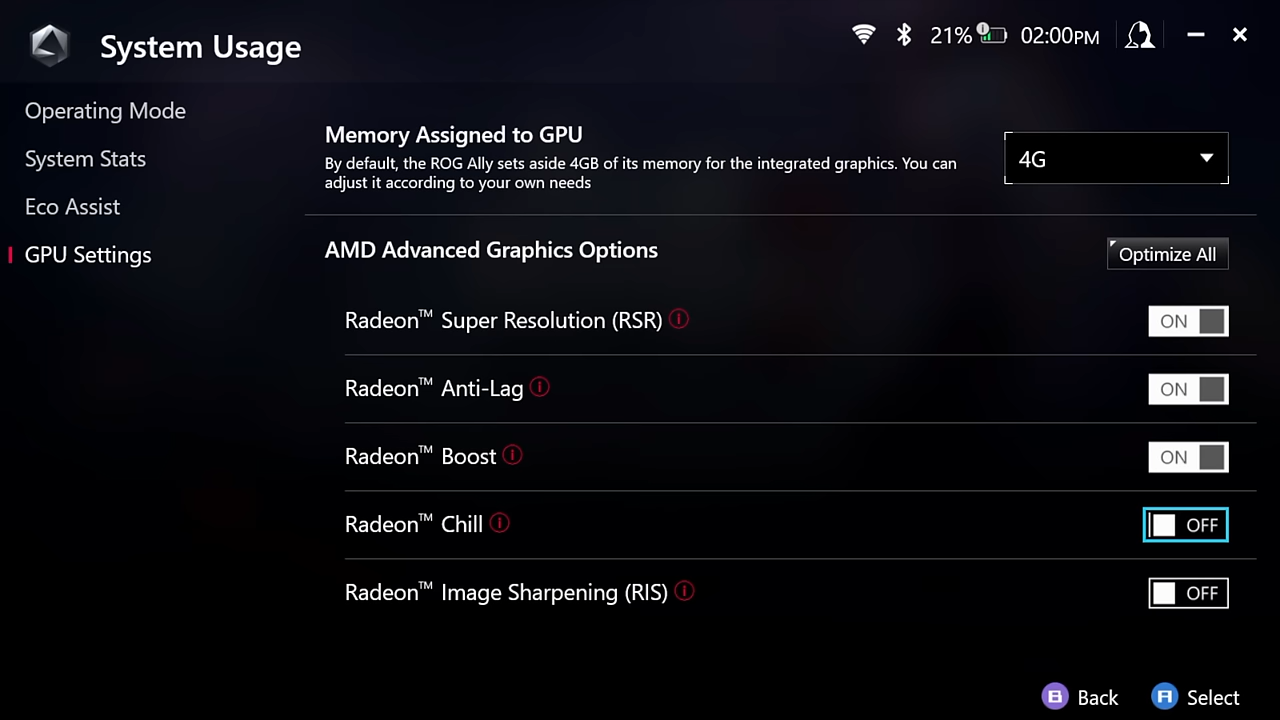 System Usage
21%
02:00PM
Operating Mode
System Stats
Eco Assist
GPU Settings
Memory Assigned to GPU
By default, the ROG Ally sets aside 4GB of its memory for the integrated graphics. You can
adjust it according to your own needs
4G
AMD Advanced Graphics Options
Optimize All
Radeon™ Super Resolution (RSR)
ON
Radeon™ Anti-Lag
ON
Radeon™ Boost
ON
Radeon™ Chill
OFF
Radeon™ Image Sharpening (RIS)
OFF
B Back
A Select